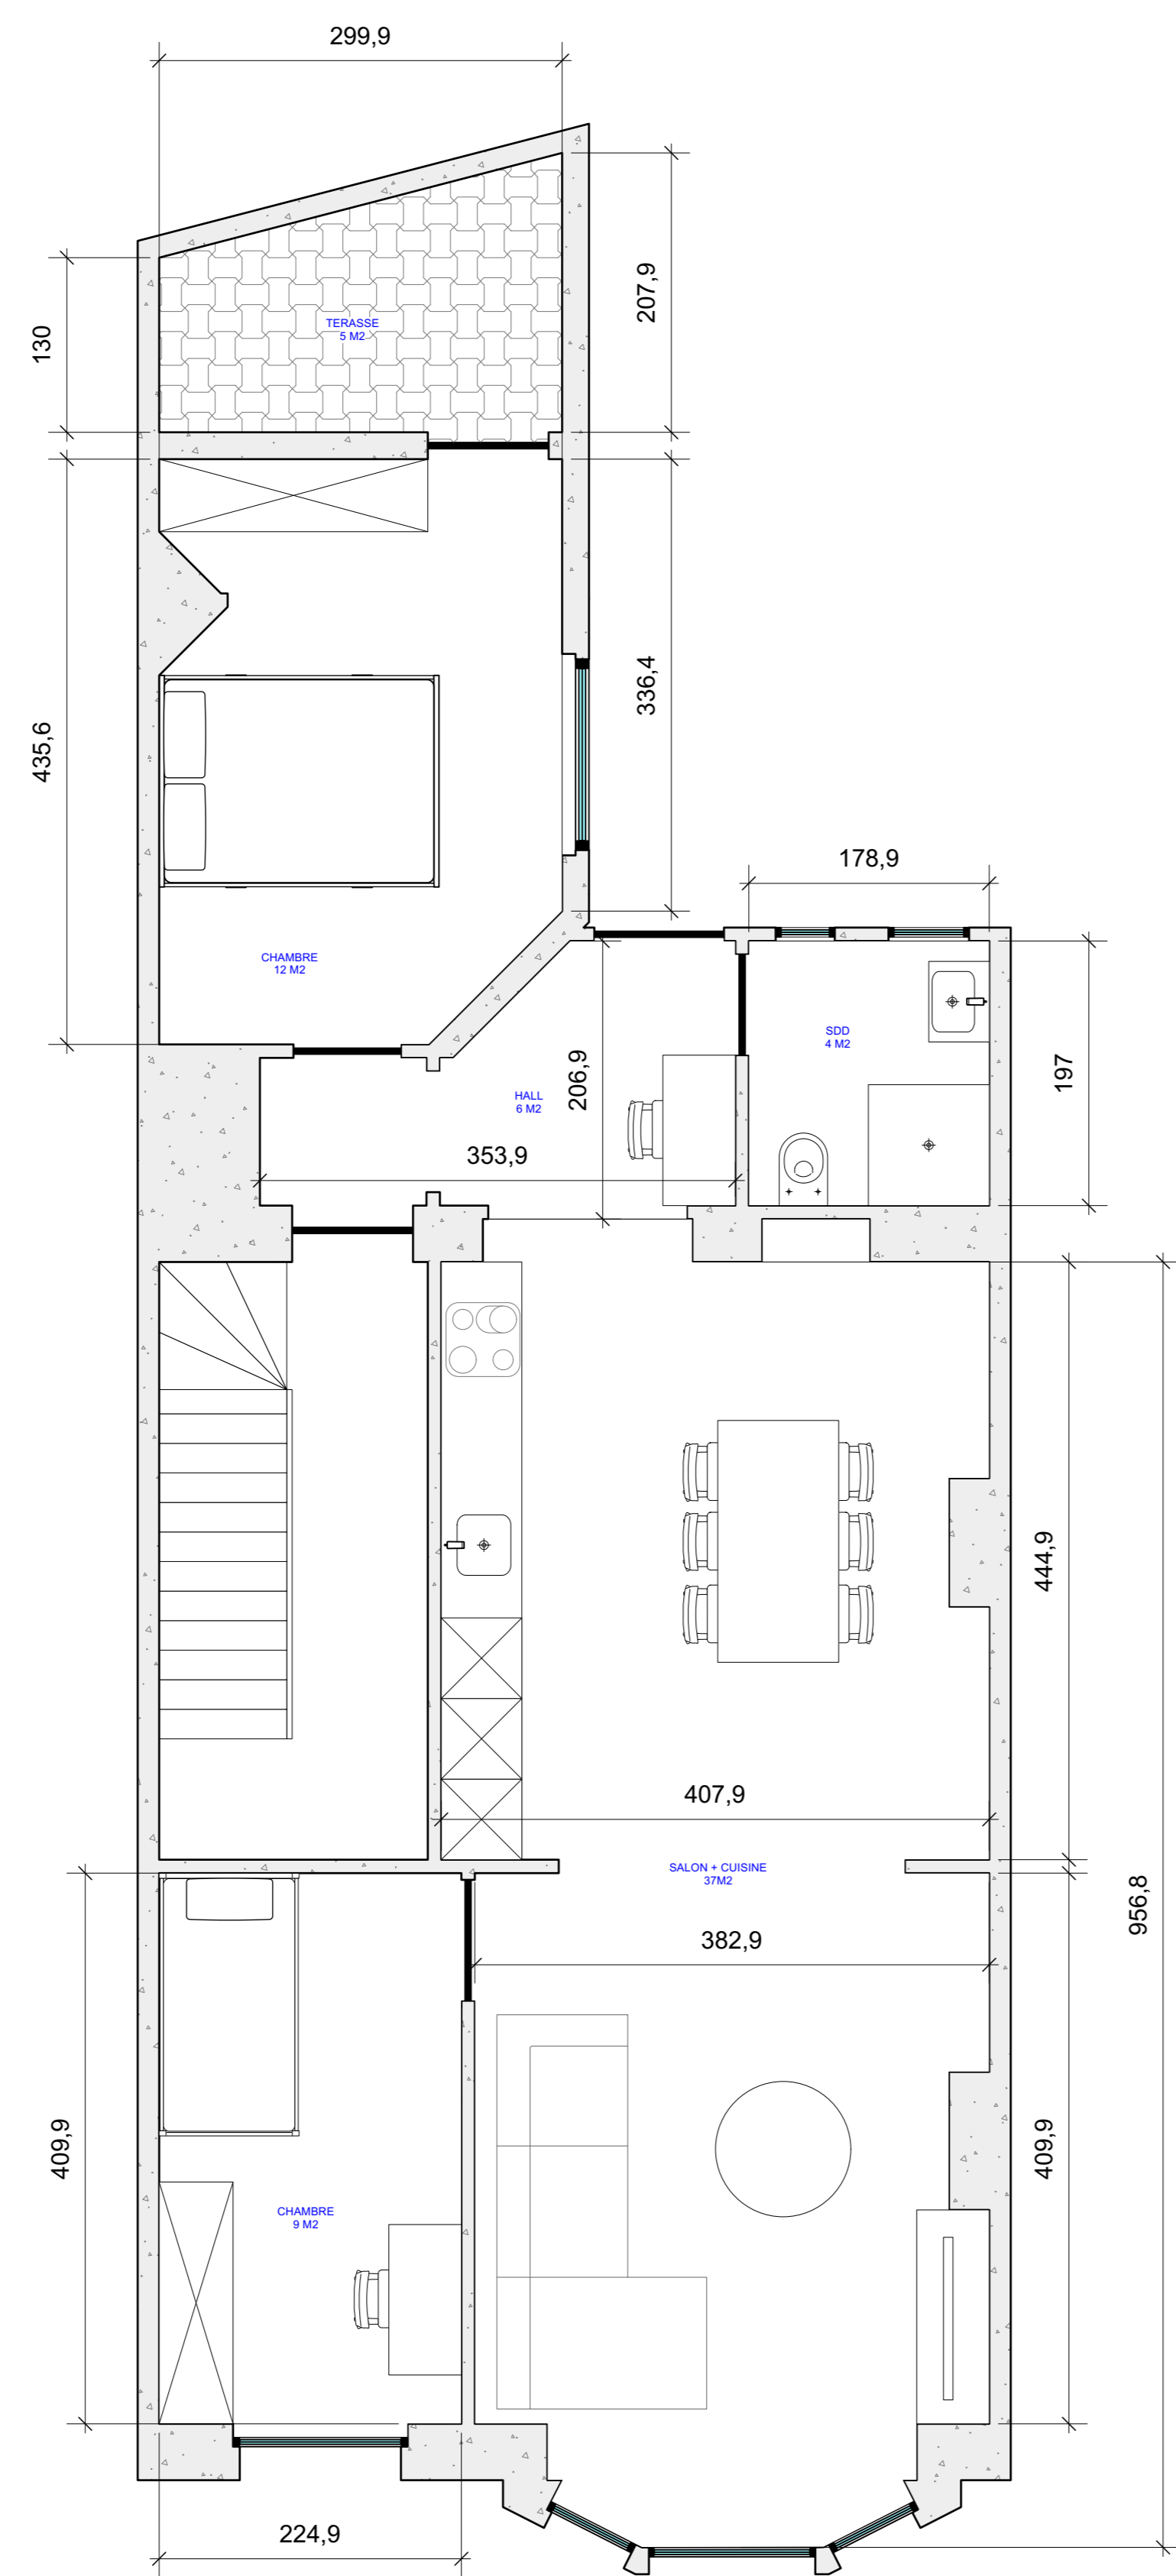 299,9
207,9
130
TERASSE
5 M2
336,4
435,6
178,9
CHAMBRE
12 M2
SDD
4 M2
197
206,9
HALL
6 M2
353,9
444,9
407,9
SALON + CUISINE
37M2
956,8
382,9
409,9
409,9
CHAMBRE
9 M2
224,9